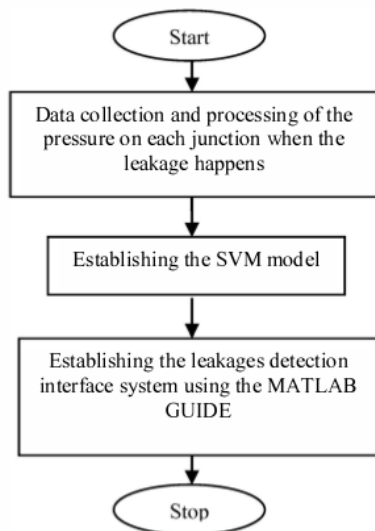 Start
Data collection and processing of the
pressure on each junction when the
leakage happens
Establishing the SVM model
Establishing the leakages detection
interface system using the MATLAB
GUIDE
Stop